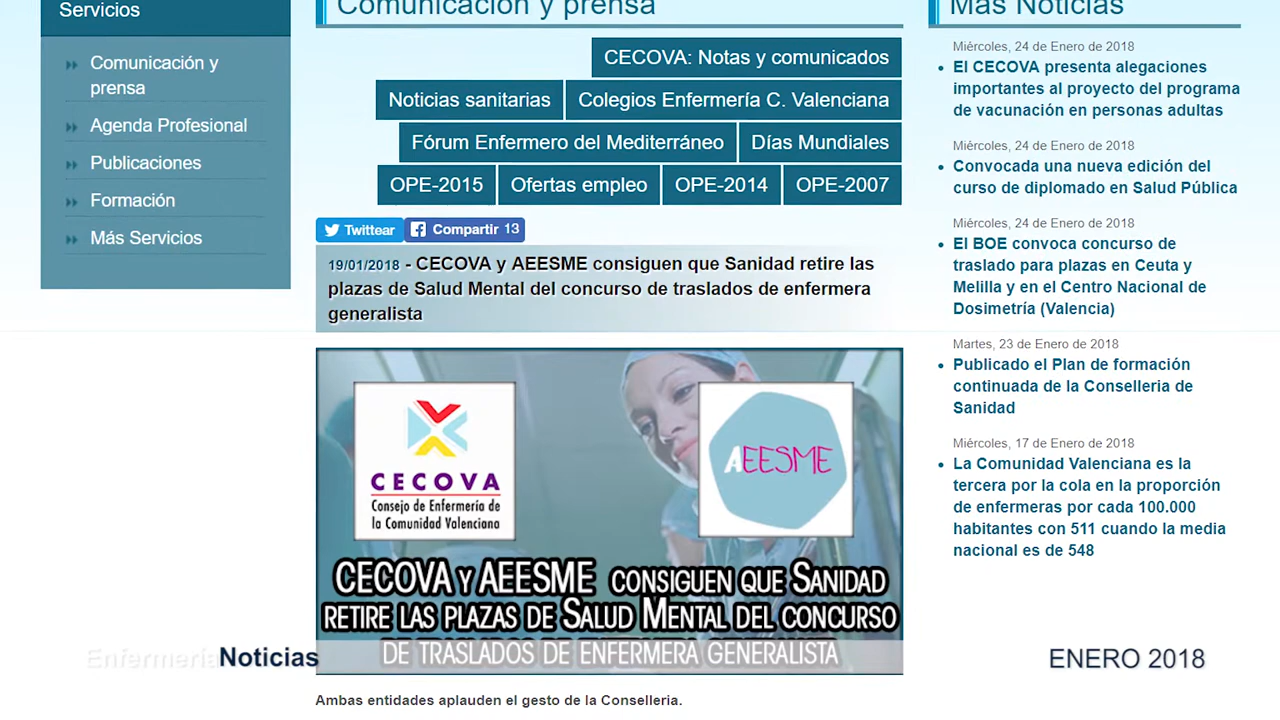 Servicios
Comunicación y
prensa
Agenda Profesional
Publicaciones
Formación
Más Servicios
Comunicación y prensa
CECOVA: Notas y comunicados
Noticias sanitarias
Colegios Enfermería C. Valenciana
Fórum Enfermero del Mediterráneo
Días Mundiales
OPE-2015
Ofertas empleo
OPE-2014
OPE-2007
Twittear
Compartir 13
19/01/2018 - CECOVA y AEESME consiguen que Sanidad retire las
plazas de Salud Mental del concurso de traslados de enfermera
generalista
CECOVA
Consejo de Enfermería de
la Comunidad Valenciana
AEESME
CECOVA Y AEESME CONSIGUEN QUE SANIDAD
RETIRE LAS PLAZAS DE SALUD MENTAL DEL CONCURSO
DE TRASLADOS DE ENFERMERA GENERALISTA
Ambas entidades aplauden el gesto de la Conselleria.
Más Noticias
Miércoles, 24 de Enero de 2018
El CECOVA presenta alegaciones
importantes al proyecto del programa
de vacunación en personas adultas
Miércoles, 24 de Enero de 2018
Convocada una nueva edición del
curso de diplomado en Salud Pública
Miércoles, 24 de Enero de 2018
El BOE convoca concurso de
traslado para plazas en Ceuta y
Melilla y en el Centro Nacional de
Dosimetría (Valencia)
Martes, 23 de Enero de 2018
Publicado el Plan de formación
continuada de la Conselleria de
Sanidad
Miércoles, 17 de Enero de 2018
La Comunidad Valenciana es la
tercera por la cola en la proporción
de enfermeras por cada 100.000
habitantes con 511 cuando la media
nacional es de 548
EnfermeríaNoticias
ENERO 2018